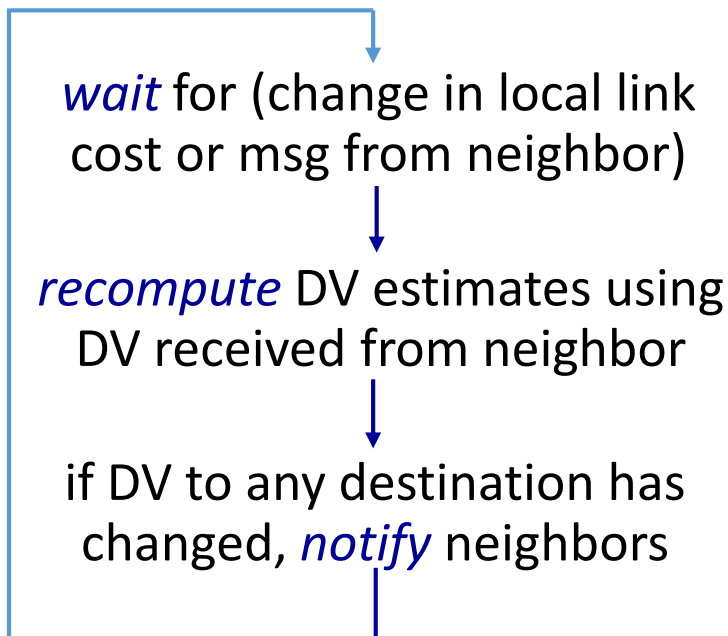 wait for (change in local link
cost or msg from neighbor)
recompute DV estimates using
DV received from neighbor
if DV to any destination has
changed, notify neighbors